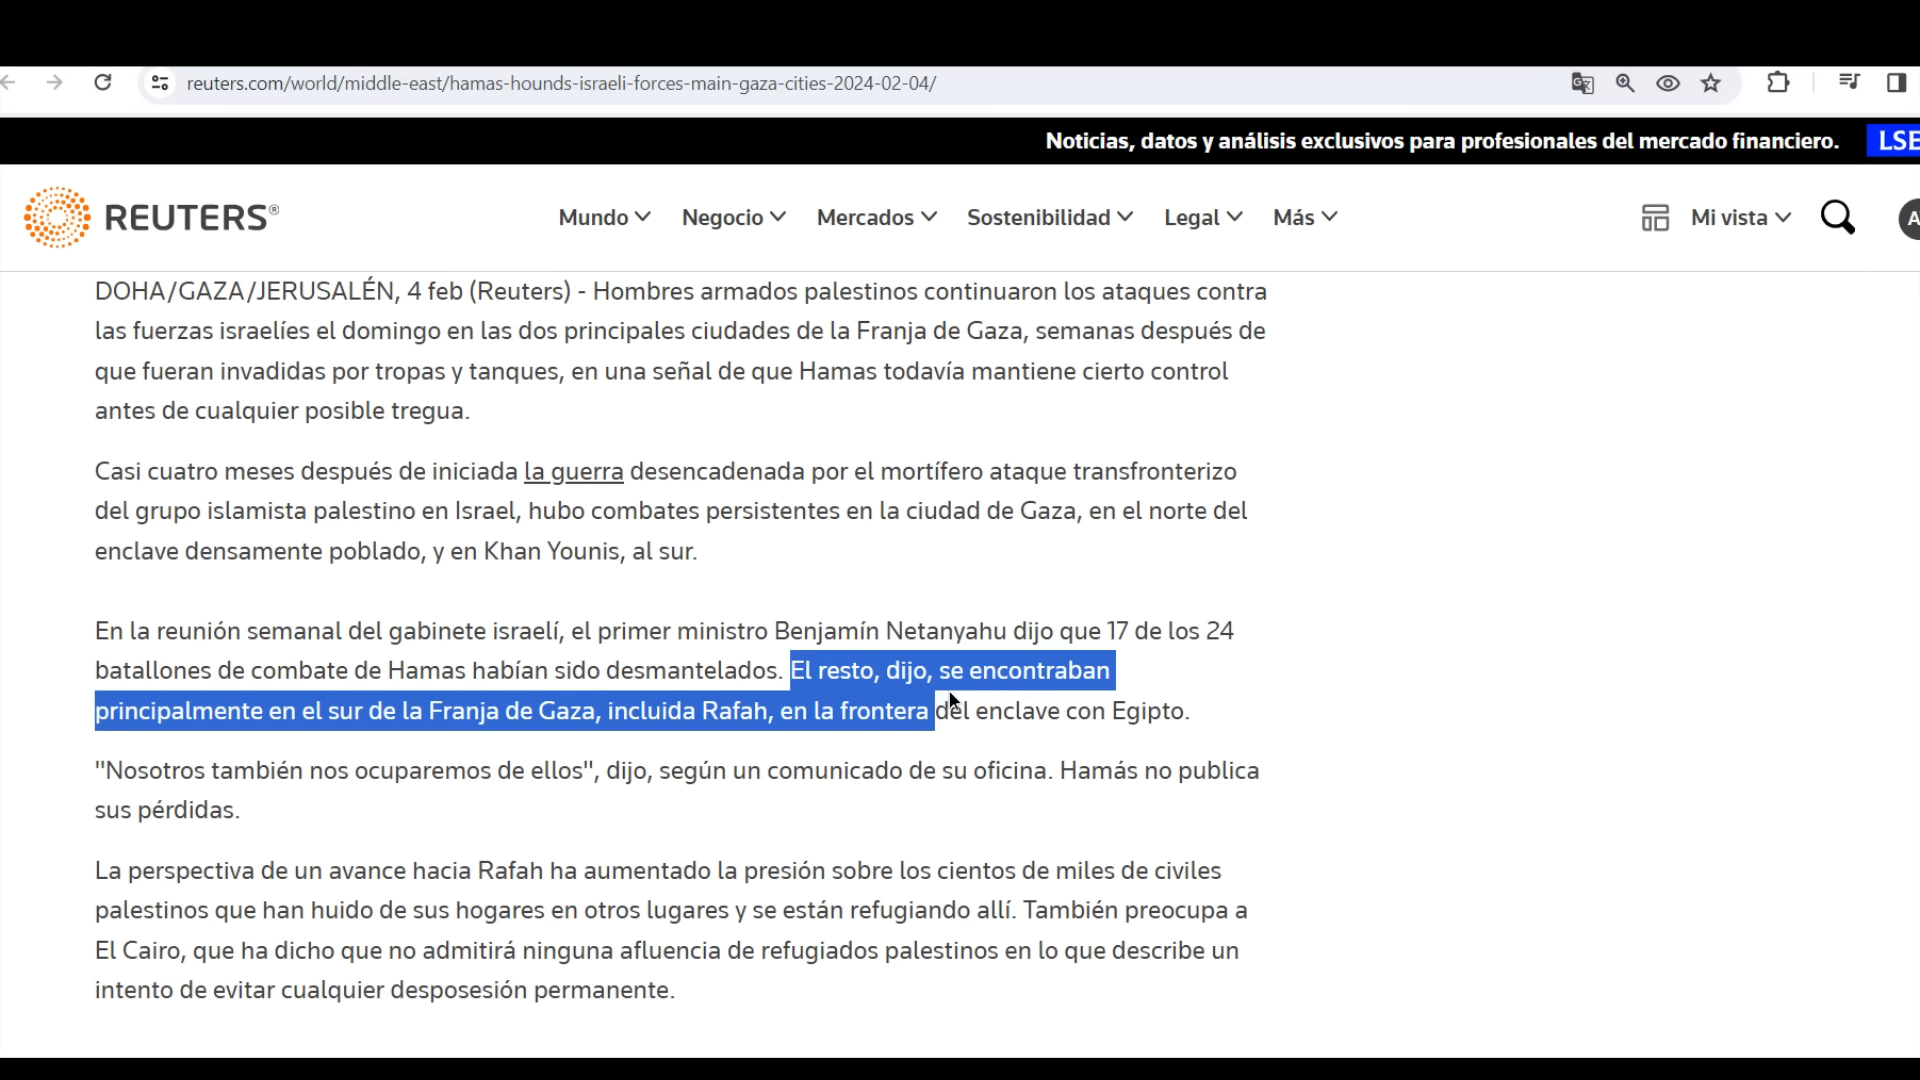 reuters.com/world/middle-east/hamas-hounds-israeli-forces-main-gaza-cities-2024-02-04/
Noticias, datos y análisis exclusivos para profesionales del mercado financiero.
REUTERS®
Mundo Negocio Mercados Sostenibilidad Legal Más Mi vista A
DOHA/GAZA/JERUSALÉN, 4 feb (Reuters) - Hombres armados palestinos continuaron los ataques contra
las fuerzas israelíes el domingo en las dos principales ciudades de la Franja de Gaza, semanas después de
que fueran invadidas por tropas y tanques, en una señal de que Hamas todavía mantiene cierto control
antes de cualquier posible tregua.
Casi cuatro meses después de iniciada la guerra desencadenada por el mortífero ataque transfronterizo
del grupo islamista palestino en Israel, hubo combates persistentes en la ciudad de Gaza, en el norte del
enclave densamente poblado, y en Khan Younis, al sur.
En la reunión semanal del gabinete israelí, el primer ministro Benjamín Netanyahu dijo que 17 de los 24
batallones de combate de Hamas habían sido desmantelados. El resto, dijo, se encontraban
principalmente en el sur de la Franja de Gaza, incluida Rafah, en la frontera del enclave con Egipto.
"Nosotros también nos ocuparemos de ellos", dijo, según un comunicado de su oficina. Hamás no publica
sus pérdidas.
La perspectiva de un avance hacia Rafah ha aumentado la presión sobre los cientos de miles de civiles
palestinos que han huido de sus hogares en otros lugares y se están refugiando allí. También preocupa a
El Cairo, que ha dicho que no admitirá ninguna afluencia de refugiados palestinos en lo que describe un
intento de evitar cualquier desposesión permanente.